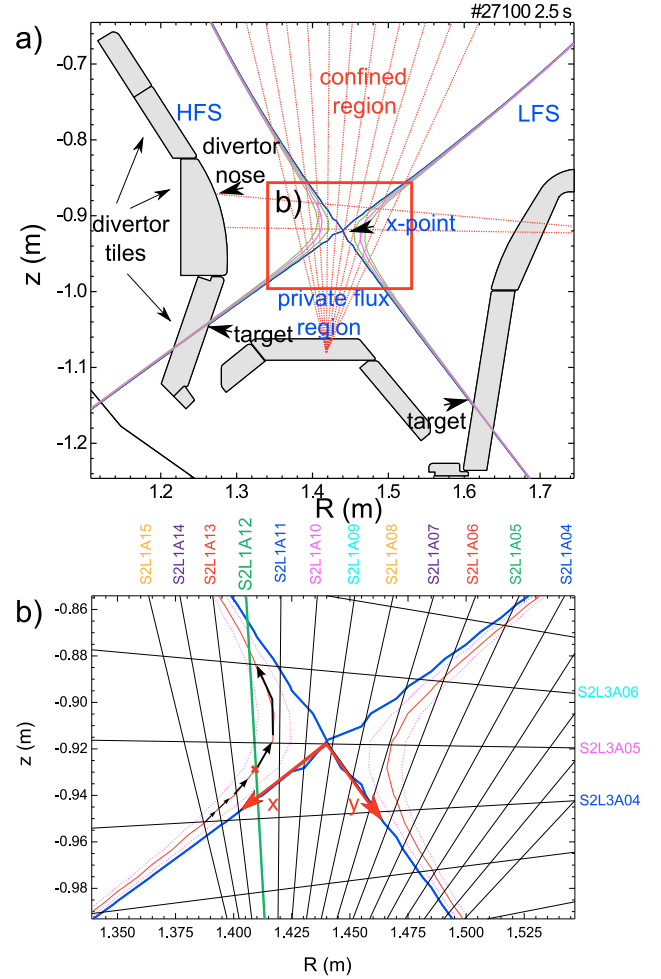 #27100 2.5 s
a)
-0.7
-0.8
-0.9
-1.0
-1.1
-1.2
z (m)
confined
region
HFS
LFS
divertor
nose
b)
divertor
tiles
x-point
private flux
region
target
target
1.2
1.3
1.4
1.5
1.6
1.7
R (m)
S2L1A15
S2L1A14
S2L1A13
S2L1A12
S2L1A11
S2L1A10
S2L1A09
S2L1A08
S2L1A07
S2L1A06
S2L1A05
S2L1A04
b)
-0.86
-0.88
-0.90
-0.92
-0.94
-0.96
-0.98
z (m)
S2L3A06
S2L3A05
S2L3A04
x
y
1.350
1.375
1.400
1.425
1.450
1.475
1.500
1.525
R (m)